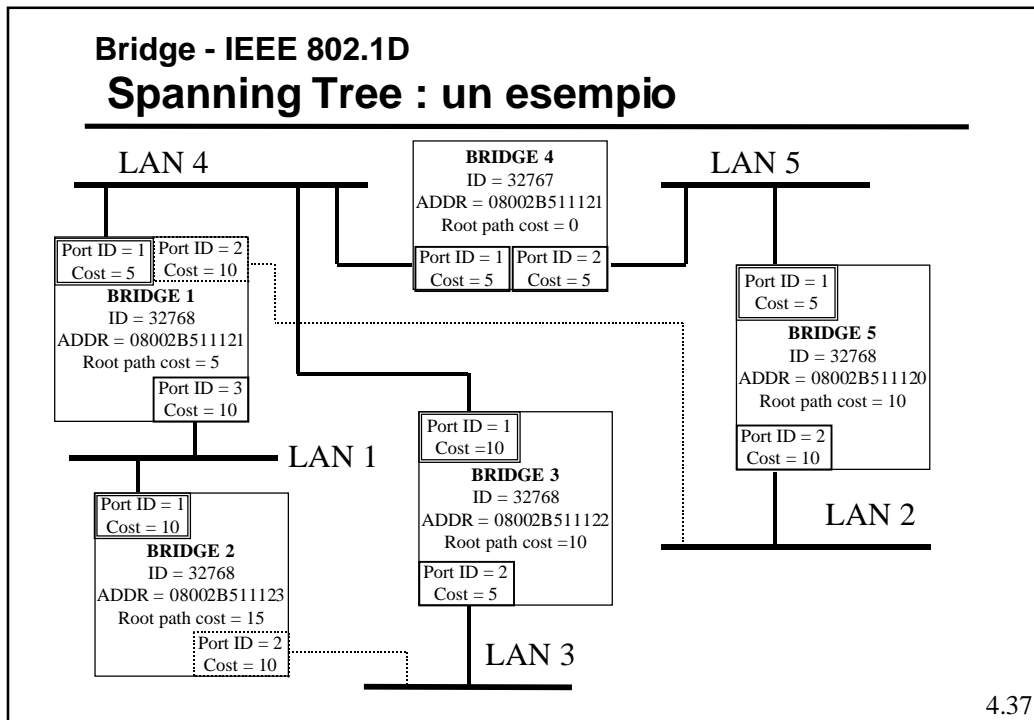 Bridge - IEEE 802.1D
Spanning Tree : un esempio
LAN 4
BRIDGE 4
ID = 32767
ADDR = 08002B511121
Root path cost = 0
Port ID = 1
Cost = 5
Port ID = 2
Cost = 5
LAN 5
Port ID = 1
Cost = 5
Port ID = 2
Cost = 10
BRIDGE 1
ID = 32768
ADDR = 08002B511121
Root path cost = 5
Port ID = 3
Cost = 10
Port ID = 1
Cost = 5
BRIDGE 5
ID = 32768
ADDR = 08002B511120
Root path cost = 10
Port ID = 2
Cost = 10
LAN 1
Port ID = 1
Cost =10
BRIDGE 3
ID = 32768
ADDR = 08002B511122
Root path cost =10
Port ID = 2
Cost = 5
LAN 2
Port ID = 1
Cost = 10
BRIDGE 2
ID = 32768
ADDR = 08002B511123
Root path cost = 15
Port ID = 2
Cost = 10
LAN 3
4.37